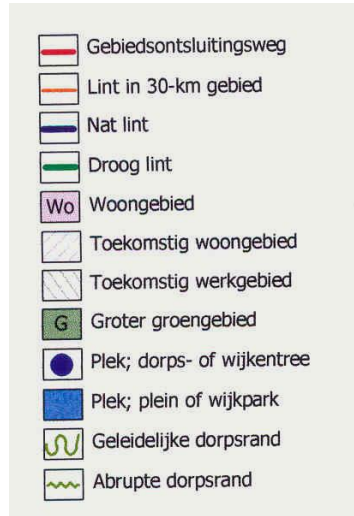 Gebiedsontsluitingsweg
Lint in 30-km gebied
Nat lint
Droog lint
Wo Woongebied
Toekomstig woongebied
Toekomstig werkgebied
G Groter groengebied
Plek; dorps- of wijkentree
Plek; plein of wijkpark
Geleidelijke dorpsrand
Abrupte dorpsrand